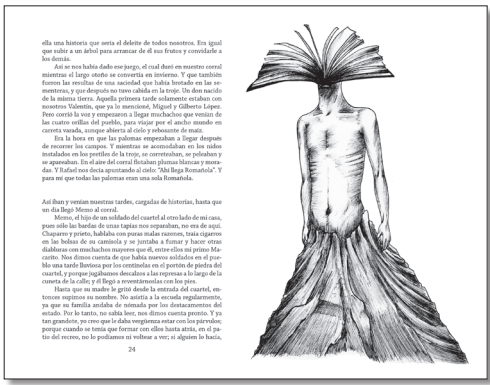 ella una historia que sería el deleite de todos nosotros. Era igual
que subir a un árbol para arrancar de él sus frutos y convidarle a
los demás.
Así se nos había dado ese juego, el cual duró en nuestro corral
mientras el largo otoño se convertía en invierno. Y que también
fueron las resultas de una saciedad que había brotado en las se-
menteras, y que después no tuvo cabida en la troje. Un don nacido
de la misma tierra. Aquella primera tarde solamente estaban con
nosotros Valentín, que ya lo mencioné, Miguel y Gilberto López.
Pero corrió la voz y empezaron a llegar muchachos que venían de
las cuatro orillas del pueblo, para viajar por el ancho mundo en
carreta varada, aunque abierta al cielo y rebosante de maíz.
Era la hora en que las palomas empezaban a llegar después
de recorrer los campos. Y mientras se acomodaban en los nidos
instalados en los pretiles de la troje, se correteaban, se peleaban y
se apareaban. En el aire del corral flotaban plumas blancas y mora-
das. Y Rafael nos decía apuntando al cielo: "Ahí llega Romañola". Y
para mí que todas las palomas eran una sola Romañola.
Así iban y venían nuestras tardes, cargadas de historias, hasta que
un día llegó Memo al corral.
Memo, el hijo de un soldado del cuartel al otro lado de mi casa,
pues sólo las bardas de unas tapias nos separaban, no era de aquí.
Chaparro y prieto, hablaba con puras malas razones, traía cigarros
en las bolsas de su camisola y se juntaba a fumar y hacer otras
diabluras con muchachos mayores que él, entre ellos mi primo Ma-
carito. Nos dimos cuenta de que había nuevos soldados en el pue-
blo una tarde lluviosa por los centinelas en el portón de piedra del
cuartel, y porque jugábamos descalzos a las represas a lo largo de la
cuneta de la calle; y él llegó a reventárnoslas con los pies.
Hasta que su madre le gritó desde la entrada del cuartel, en-
tonces supimos su nombre. No asistía a la escuela regularmente,
ya que su familia andaba de nómada por los destacamentos del
estado. Por lo tanto, no sabía leer, nos dimos cuenta pronto. Y ya
tan grandote, yo creo que le daba vergüenza estar con los párvulos;
porque cuando se tenía que formar con ellos hasta atrás, en el pa-
tio del recreo, no lo podíamos ni voltear a ver; si alguien lo hacía,
24